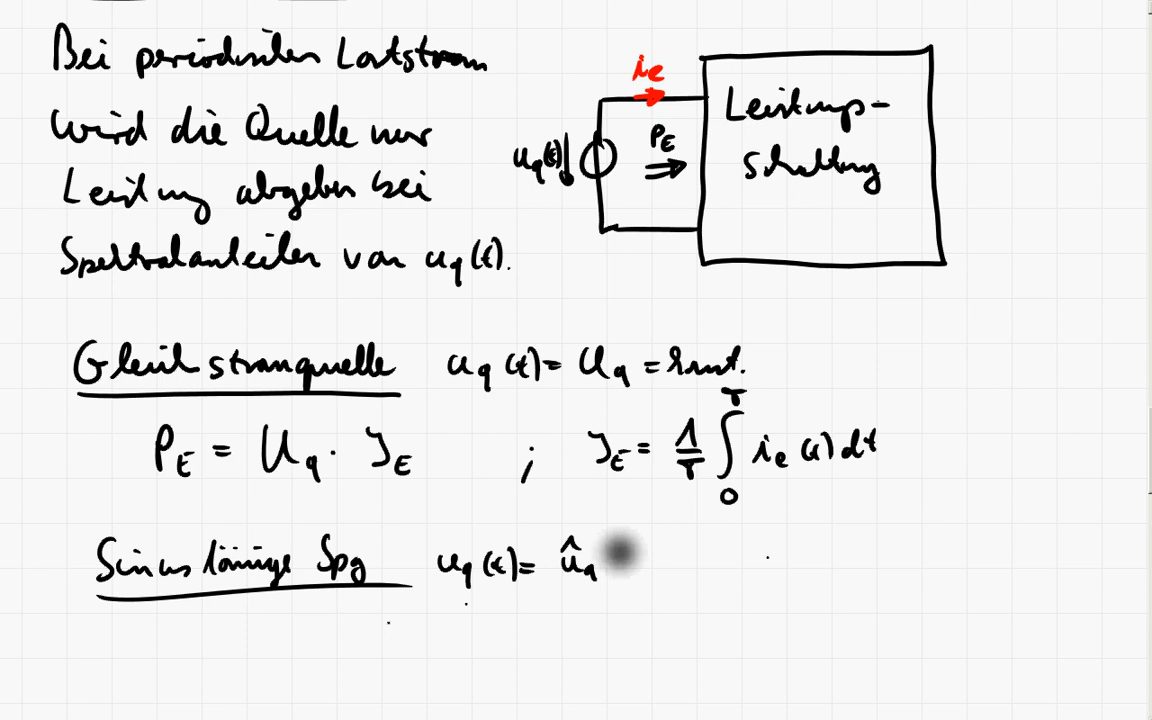 Bei periodischen Laststrom
wird die Quelle nur
Leistung abgeben bei
Spektralanteilen von uq(t).
ie
uq(t)
PE
Leistungs-
schaltung
Gleichstromquelle uq(t) = Uq = konst.
PE = Uq · IE ; IE = 1/T ∫₀ᵀ ie(t) dt
Sinusförmige Spg uq(t) = ûq